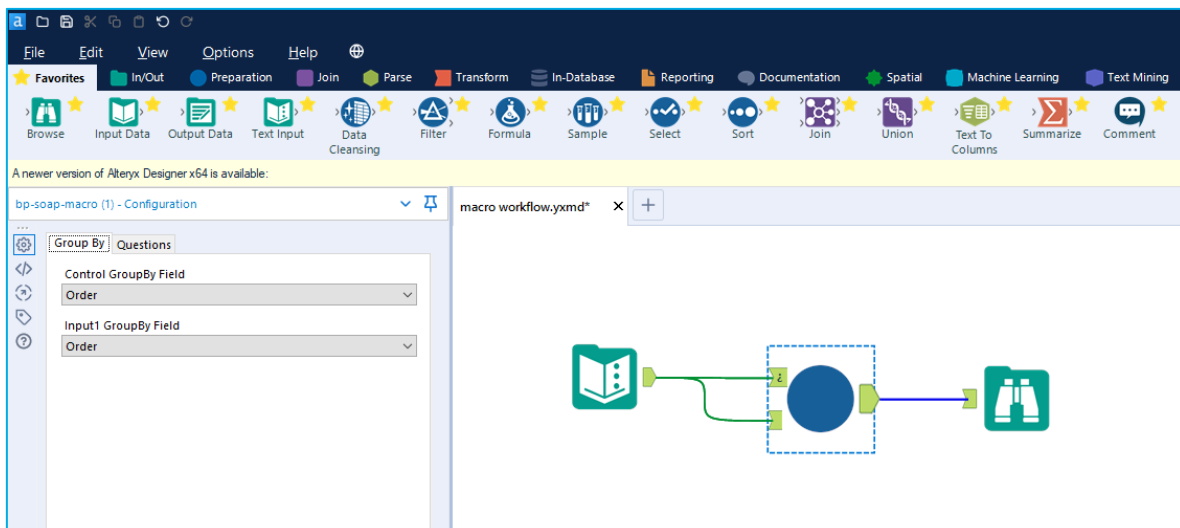 a
File Edit View Options Help
Favorites In/Out Preparation Join Parse Transform In-Database Reporting Documentation Spatial Machine Learning Text Mining
Browse Input Data Output Data Text Input Data Cleansing Filter Formula Sample Select Sort Join Union Text To Columns Summarize Comment
A newer version of Alteryx Designer x64 is available:
bp-soap-macro (1) - Configuration
macro workflow.yxmd*
Group By Questions
Control GroupBy Field
Order
Input1 GroupBy Field
Order
¿